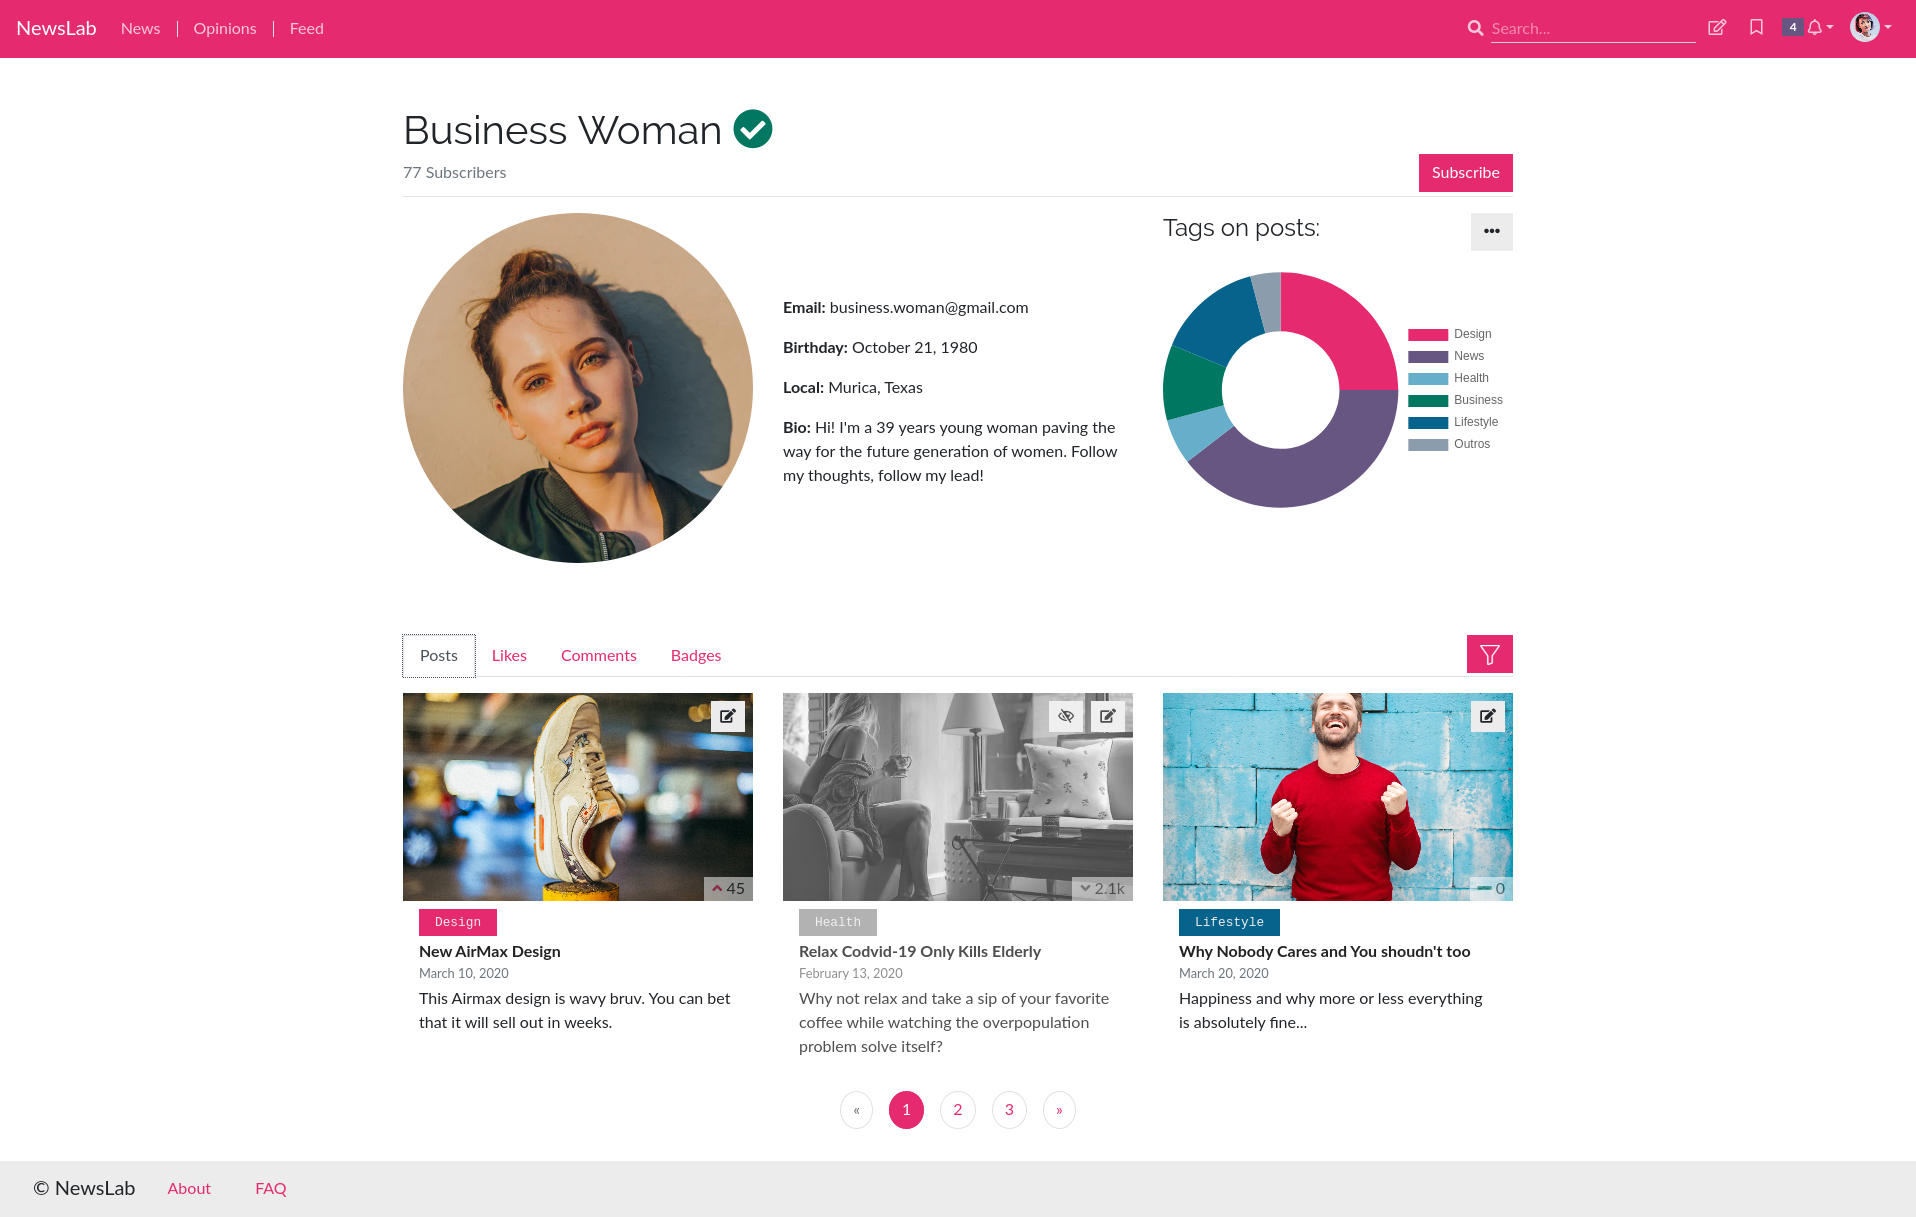 NewsLab News | Opinions | Feed Search... 4
Business Woman
77 Subscribers Subscribe
Tags on posts: •••
Email: business.woman@gmail.com
Birthday: October 21, 1980
Local: Murica, Texas
Bio: Hi! I'm a 39 years young woman paving the
way for the future generation of women. Follow
my thoughts, follow my lead!
Design
News
Health
Business
Lifestyle
Outros
Posts Likes Comments Badges
45
Design
New AirMax Design
March 10, 2020
This Airmax design is wavy bruv. You can bet
that it will sell out in weeks.
2.1k
Health
Relax Codvid-19 Only Kills Elderly
February 13, 2020
Why not relax and take a sip of your favorite
coffee while watching the overpopulation
problem solve itself?
0
Lifestyle
Why Nobody Cares and You shoudn't too
March 20, 2020
Happiness and why more or less everything
is absolutely fine...
« 1 2 3 »
© NewsLab About FAQ